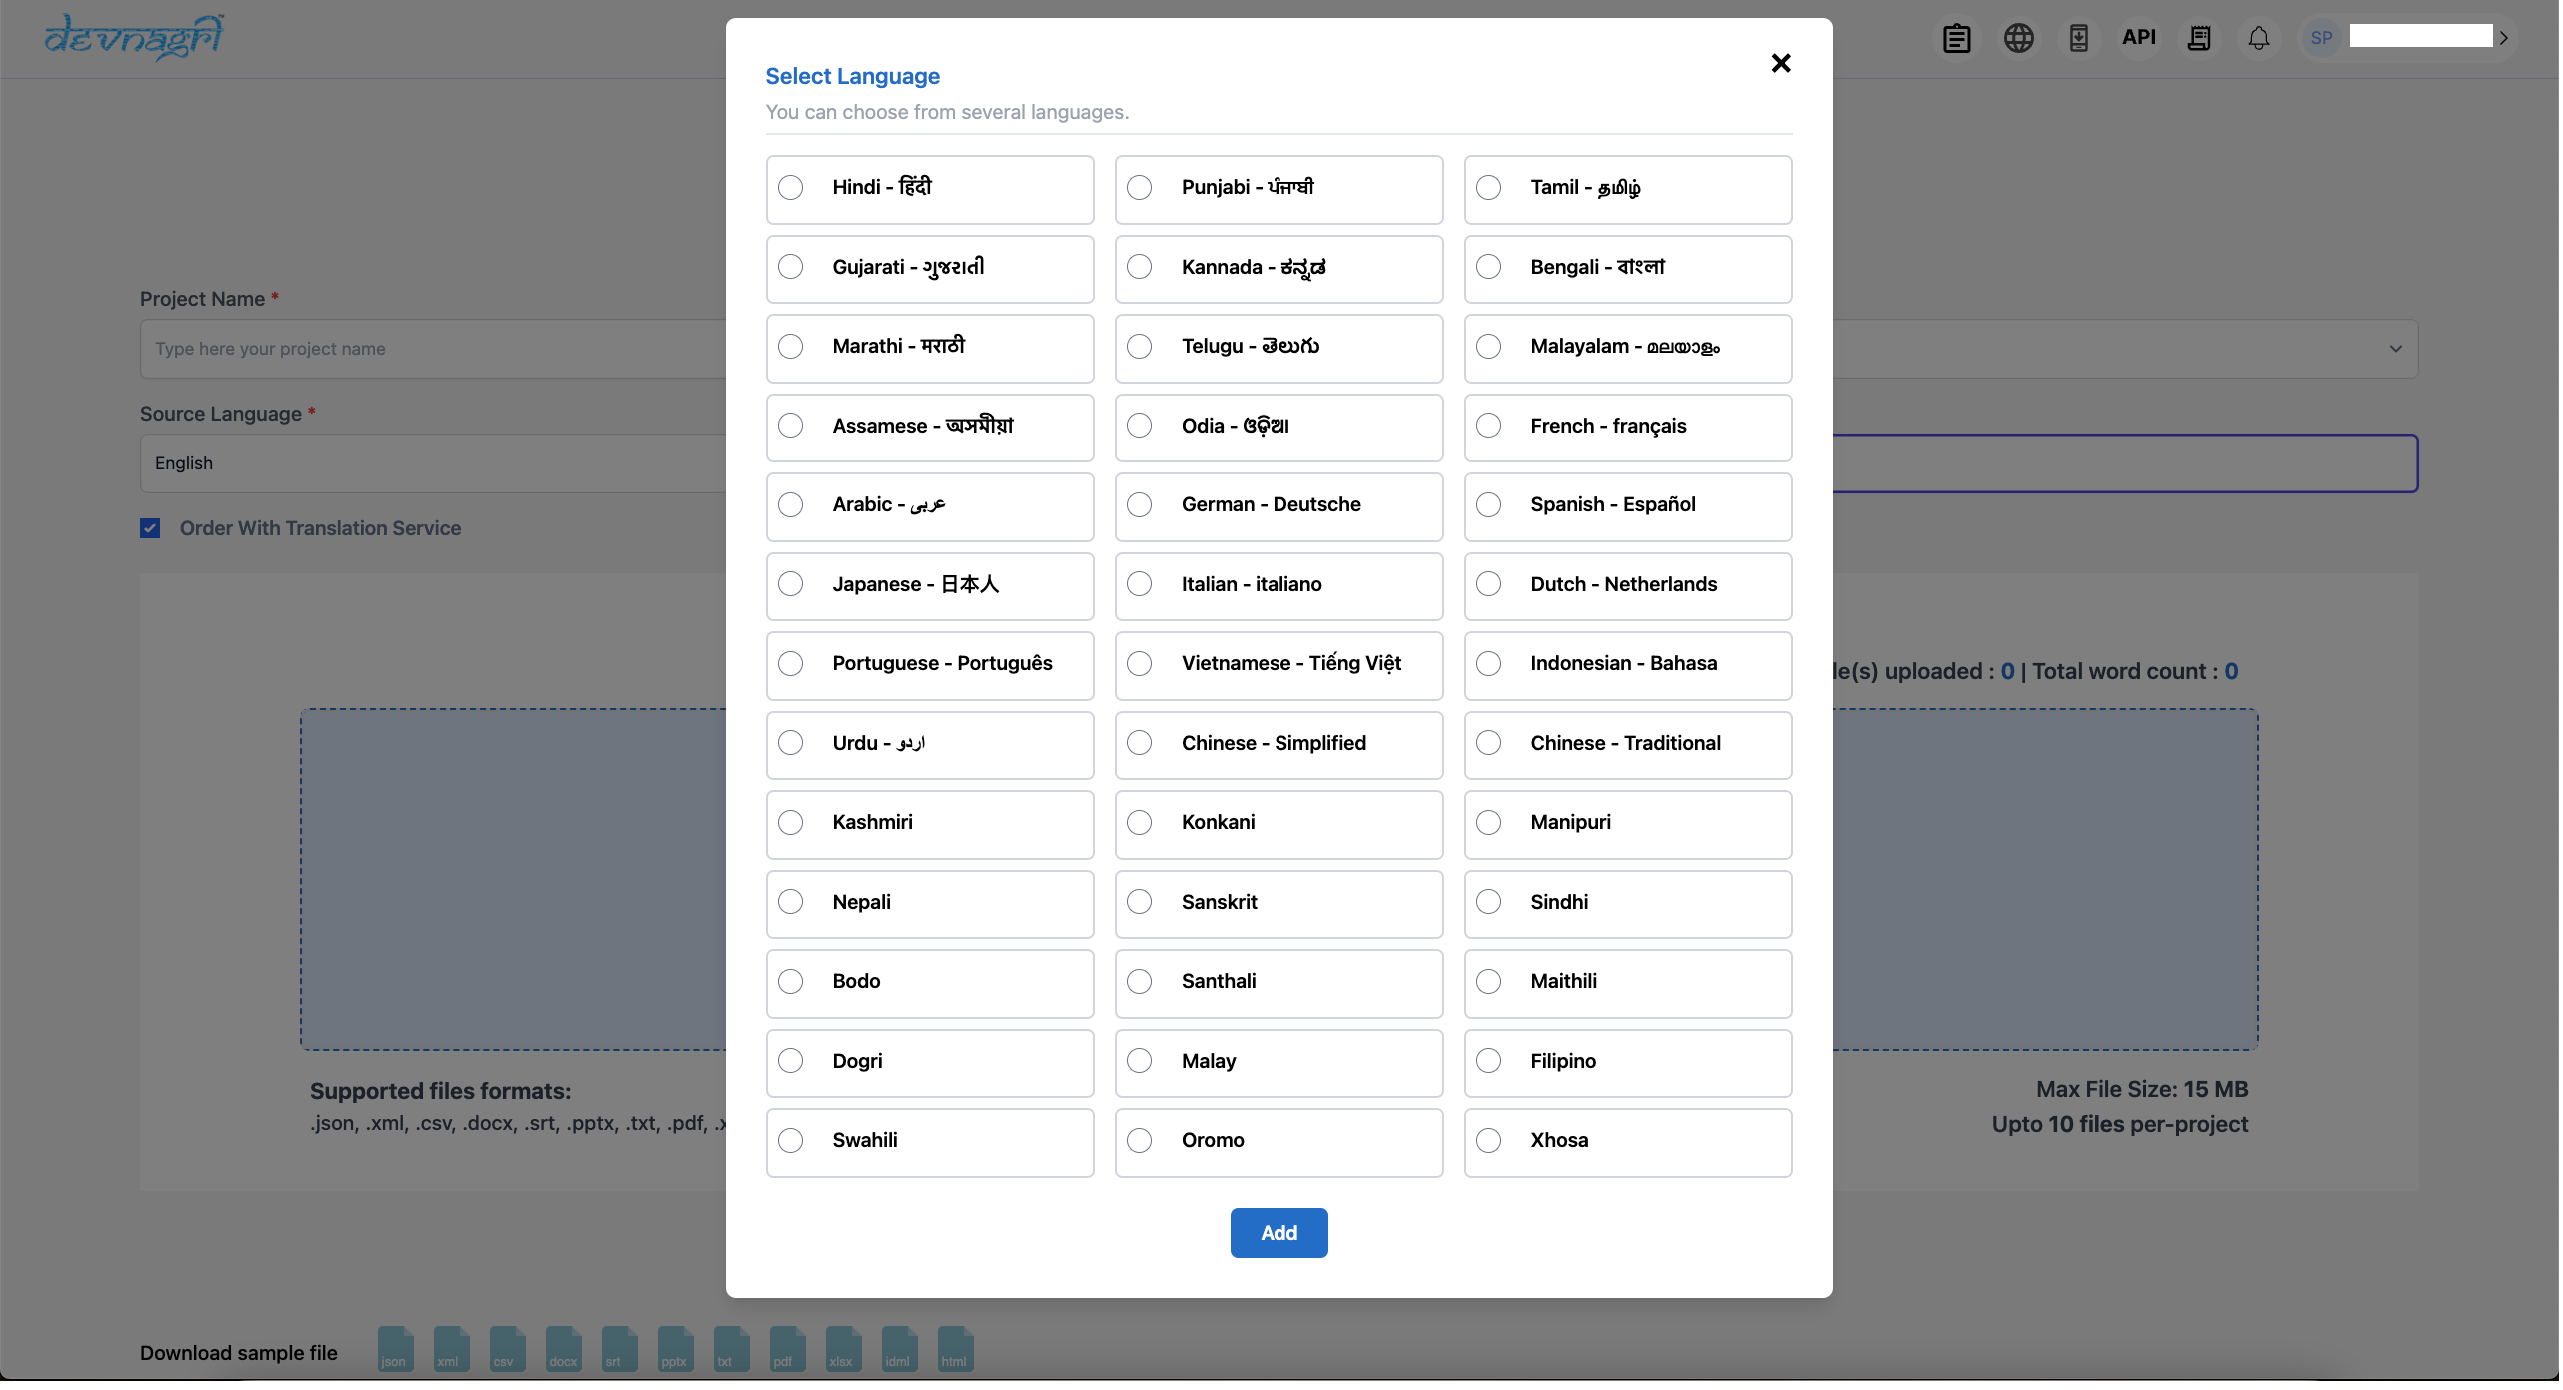 devnagri
API
SP
Select Language
You can choose from several languages.
Hindi - हिंदी
Punjabi - ਪੰਜਾਬੀ
Tamil - தமிழ்
Gujarati - ગુજરાતી
Kannada - ಕನ್ನಡ
Bengali - বাংলা
Marathi - मराठी
Telugu - తెలుగు
Malayalam - മലയാളം
Assamese - অসমীয়া
Odia - ଓଡ଼ିଆ
French - français
Arabic - عربى
German - Deutsche
Spanish - Español
Japanese - 日本人
Italian - italiano
Dutch - Netherlands
Portuguese - Português
Vietnamese - Tiếng Việt
Indonesian - Bahasa
Urdu - اردو
Chinese - Simplified
Chinese - Traditional
Kashmiri
Konkani
Manipuri
Nepali
Sanskrit
Sindhi
Bodo
Santhali
Maithili
Dogri
Malay
Filipino
Swahili
Oromo
Xhosa
Add
Project Name *
Type here your project name
Source Language *
English
Order With Translation Service
le(s) uploaded : 0 | Total word count : 0
Supported files formats:
.json, .xml, .csv, .docx, .srt, .pptx, .txt, .pdf, .x
Max File Size: 15 MB
Upto 10 files per-project
Download sample file
json xml csv docx srt pptx txt pdf xlsx idml html